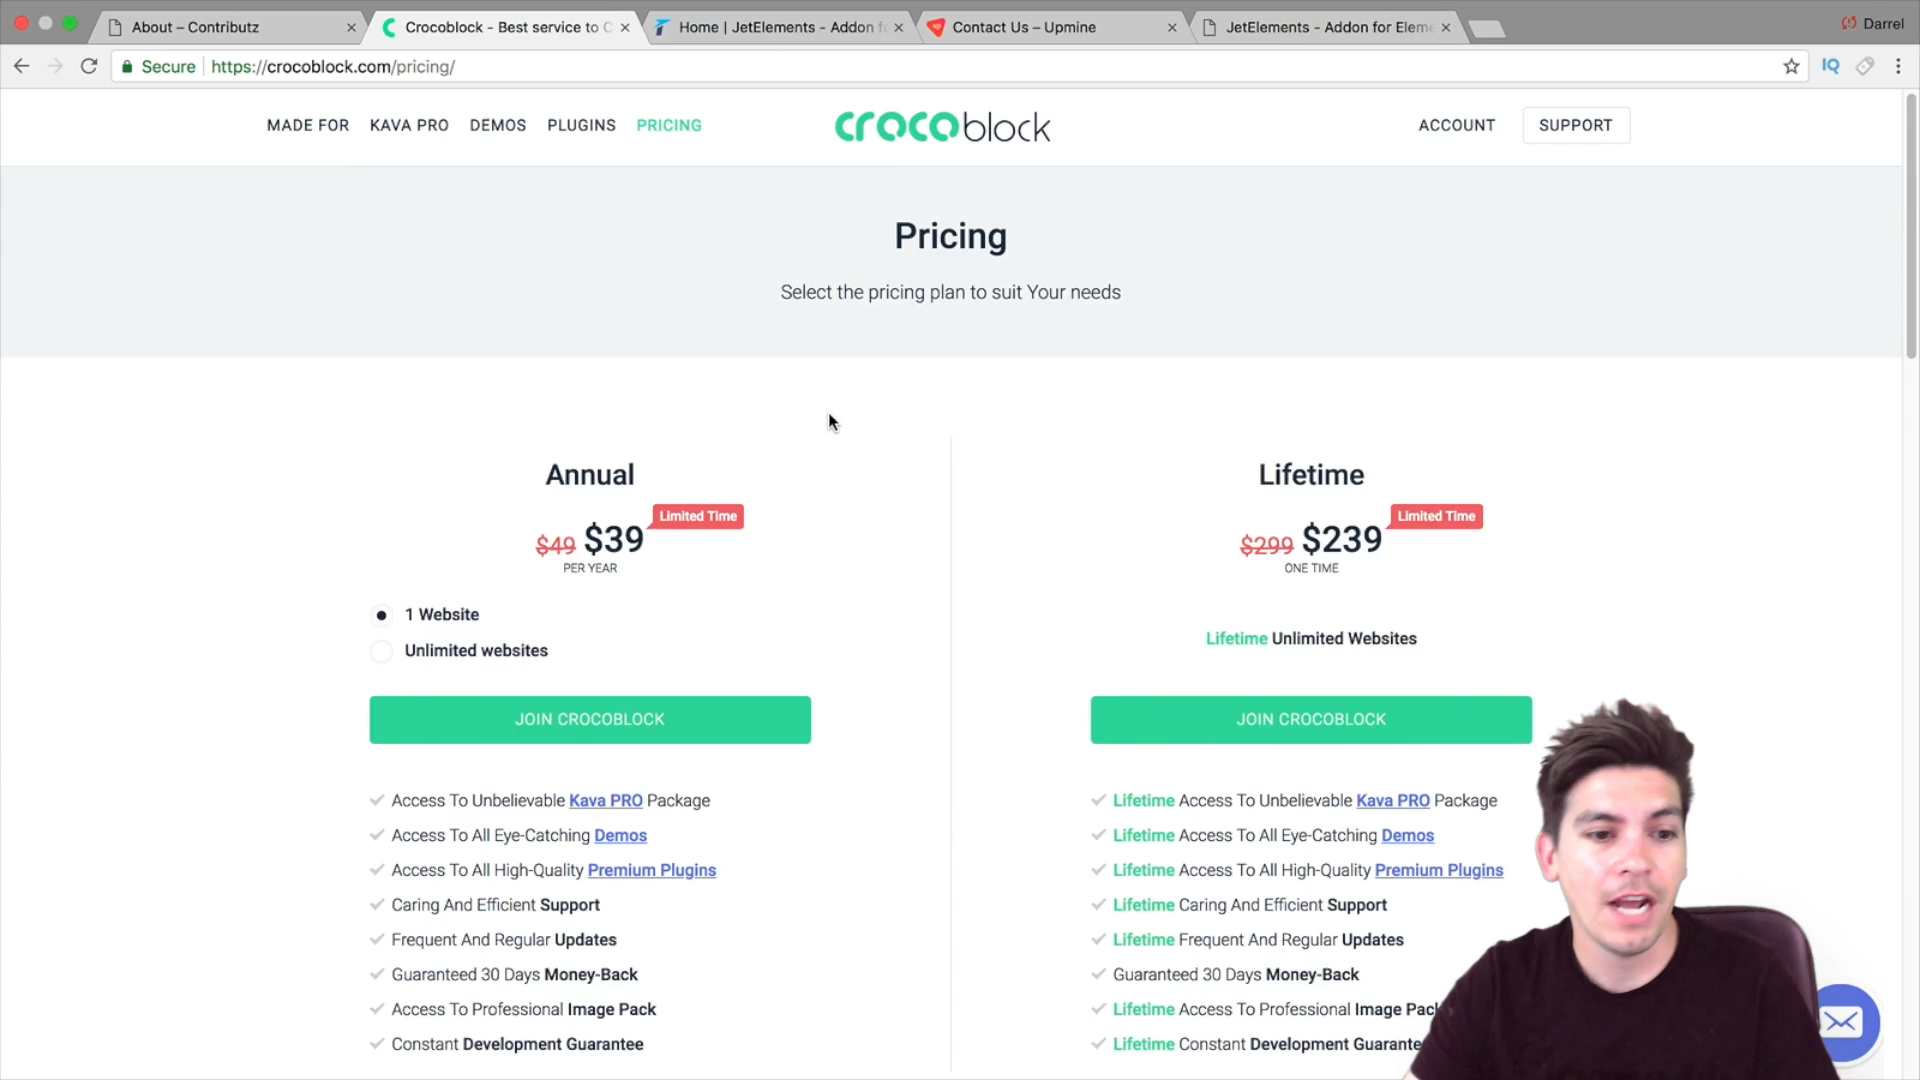 About – Contributz
Crocoblock - Best service to C
Home | JetElements - Addon f
Contact Us – Upmine
JetElements - Addon for Eleme
Darrel
Secure
https://crocoblock.com/pricing/
IQ
MADE FOR
KAVA PRO
DEMOS
PLUGINS
PRICING
crocoblock
ACCOUNT
SUPPORT
Pricing
Select the pricing plan to suit Your needs
Annual
Limited Time
$49 $39
PER YEAR
1 Website
Unlimited websites
JOIN CROCOBLOCK
Access To Unbelievable Kava PRO Package
Access To All Eye-Catching Demos
Access To All High-Quality Premium Plugins
Caring And Efficient Support
Frequent And Regular Updates
Guaranteed 30 Days Money-Back
Access To Professional Image Pack
Constant Development Guarantee
Lifetime
Limited Time
$299 $239
ONE TIME
Lifetime Unlimited Websites
JOIN CROCOBLOCK
Lifetime Access To Unbelievable Kava PRO Package
Lifetime Access To All Eye-Catching Demos
Lifetime Access To All High-Quality Premium Plugins
Lifetime Caring And Efficient Support
Lifetime Frequent And Regular Updates
Guaranteed 30 Days Money-Back
Lifetime Access To Professional Image Pack
Lifetime Constant Development Guarante